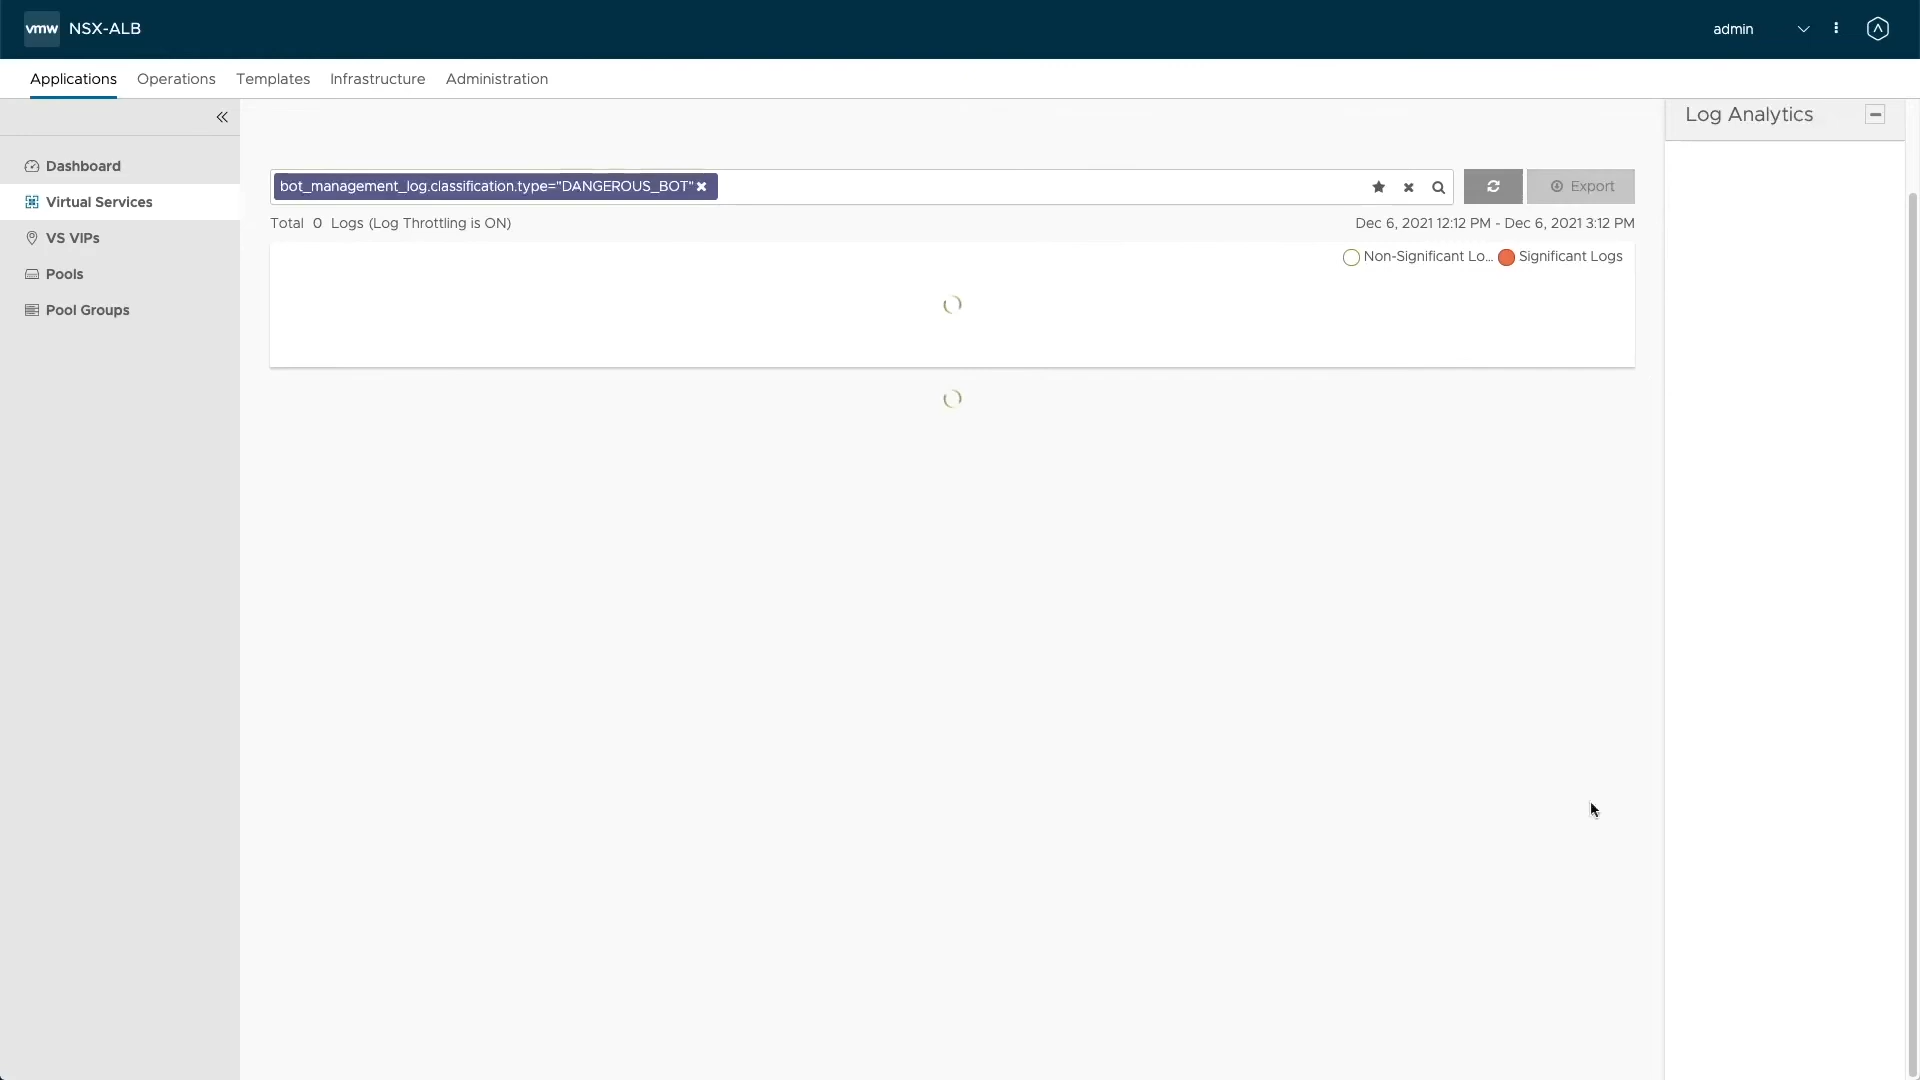 vmw NSX-ALB
admin
Applications Operations Templates Infrastructure Administration
Dashboard
Virtual Services
VS VIPs
Pools
Pool Groups
bot_management_log.classification.type="DANGEROUS_BOT"
Export
Total 0 Logs (Log Throttling is ON)
Dec 6, 2021 12:12 PM - Dec 6, 2021 3:12 PM
Non-Significant Lo... Significant Logs
Log Analytics